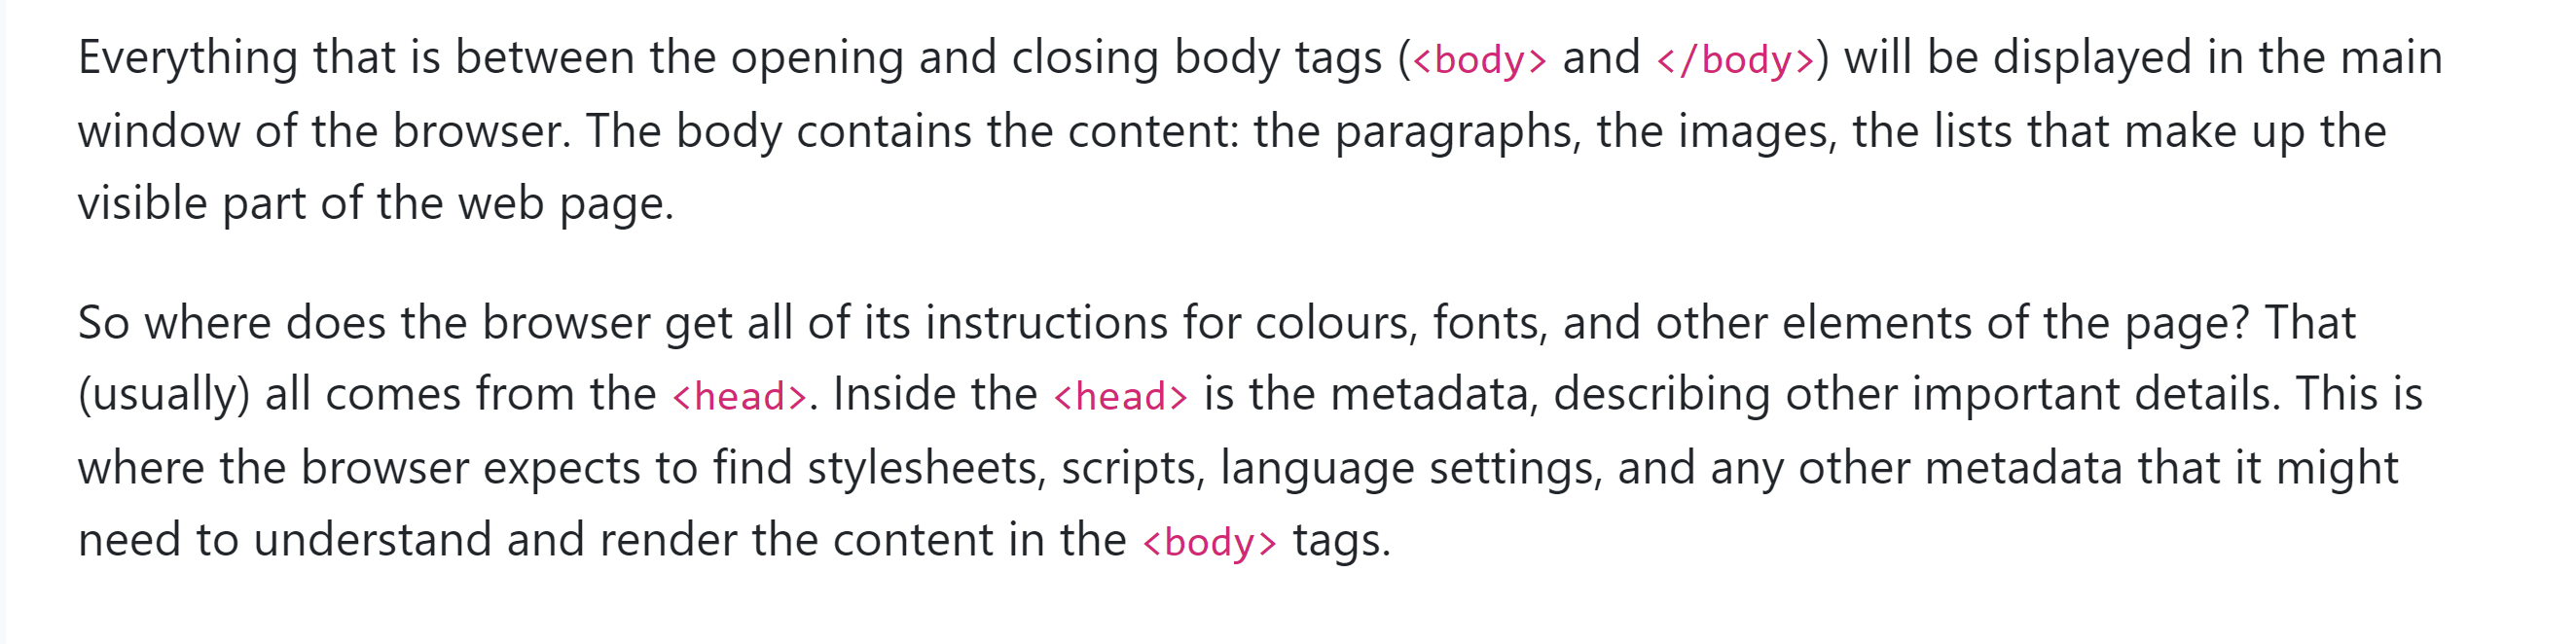 Everything that is between the opening and closing body tags (<body> and </body>) will be displayed in the main
window of the browser. The body contains the content: the paragraphs, the images, the lists that make up the
visible part of the web page.
So where does the browser get all of its instructions for colours, fonts, and other elements of the page? That
(usually) all comes from the <head>. Inside the <head> is the metadata, describing other important details. This is
where the browser expects to find stylesheets, scripts, language settings, and any other metadata that it might
need to understand and render the content in the <body> tags.